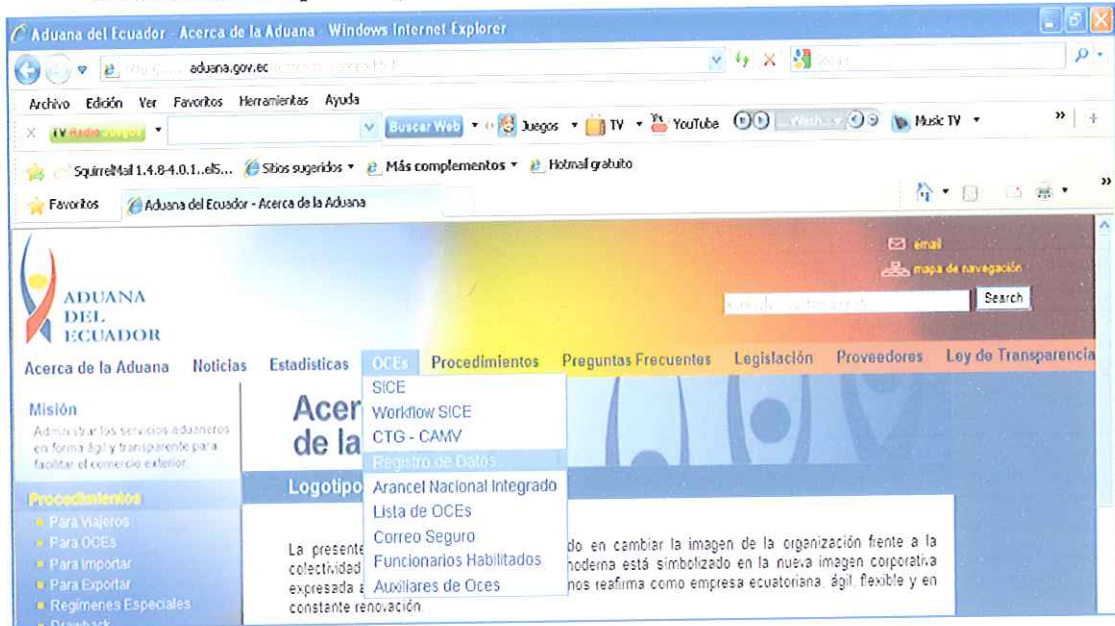 Aduana del Ecuador - Acerca de la Aduana - Windows Internet Explorer
aduana.gov.ec
Archivo Edición Ver Favoritos Herramientas Ayuda
X TV Radio Buscar Web Juegos TV YouTube Music TV »
SquirrelMail 1.4.8-4.0.1..el5... Sitios sugeridos Más complementos Hotmail gratuito
Favoritos Aduana del Ecuador - Acerca de la Aduana »
email
mapa de navegación
Search
ADUANA
DEL
ECUADOR
Acerca de la Aduana Noticias Estadisticas OCEs Procedimientos Preguntas Frecuentes Legislación Proveedores Ley de Transparencia
SICE
Workflow SICE
CTG - CAMV
Registro de Datos
Arancel Nacional Integrado
Lista de OCEs
Correo Seguro
Funcionarios Habilitados
Auxiliares de Oces
Misión
Administrar los servicios aduaneros
en forma ágil y transparente para
facilitar el comercio exterior.
Procedimientos
Para Viajeros
Para OCEs
Para Importar
Para Exportar
Regimenes Especiales
Drawback
Acer
de la
Logotipo
La presente do en cambiar la imagen de la organización frente a la
colectividad moderna está simbolizado en la nueva imagen corporativa
expresada a nos reafirma como empresa ecuatoriana, ágil, flexible y en
constante renovación.